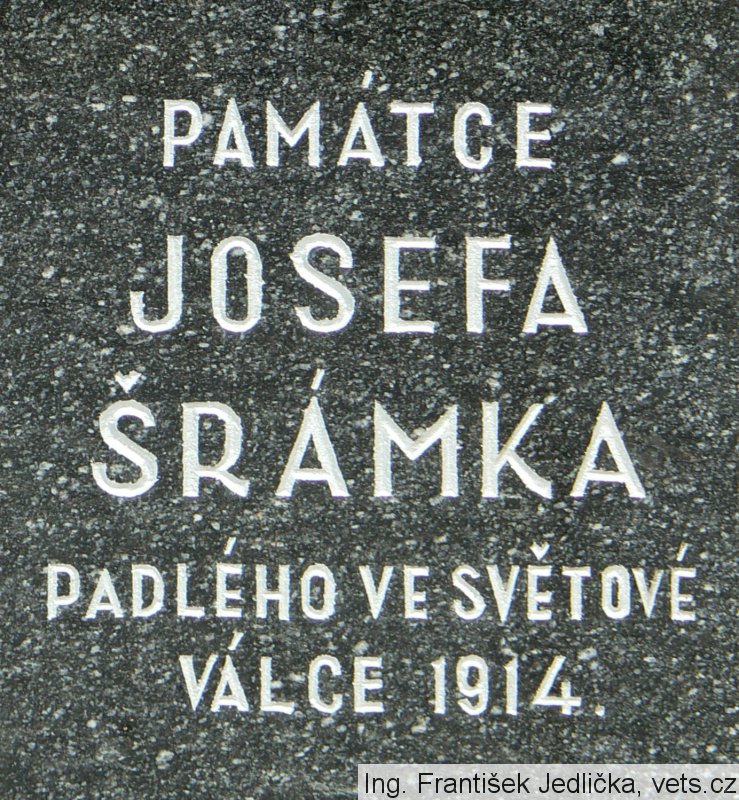 PAMÁTCE
JOSEFA
ŠRÁMKA
PADLÉHO VE SVĚTOVÉ
VÁLCE 1914.
Ing. František Jedlička, vets.cz